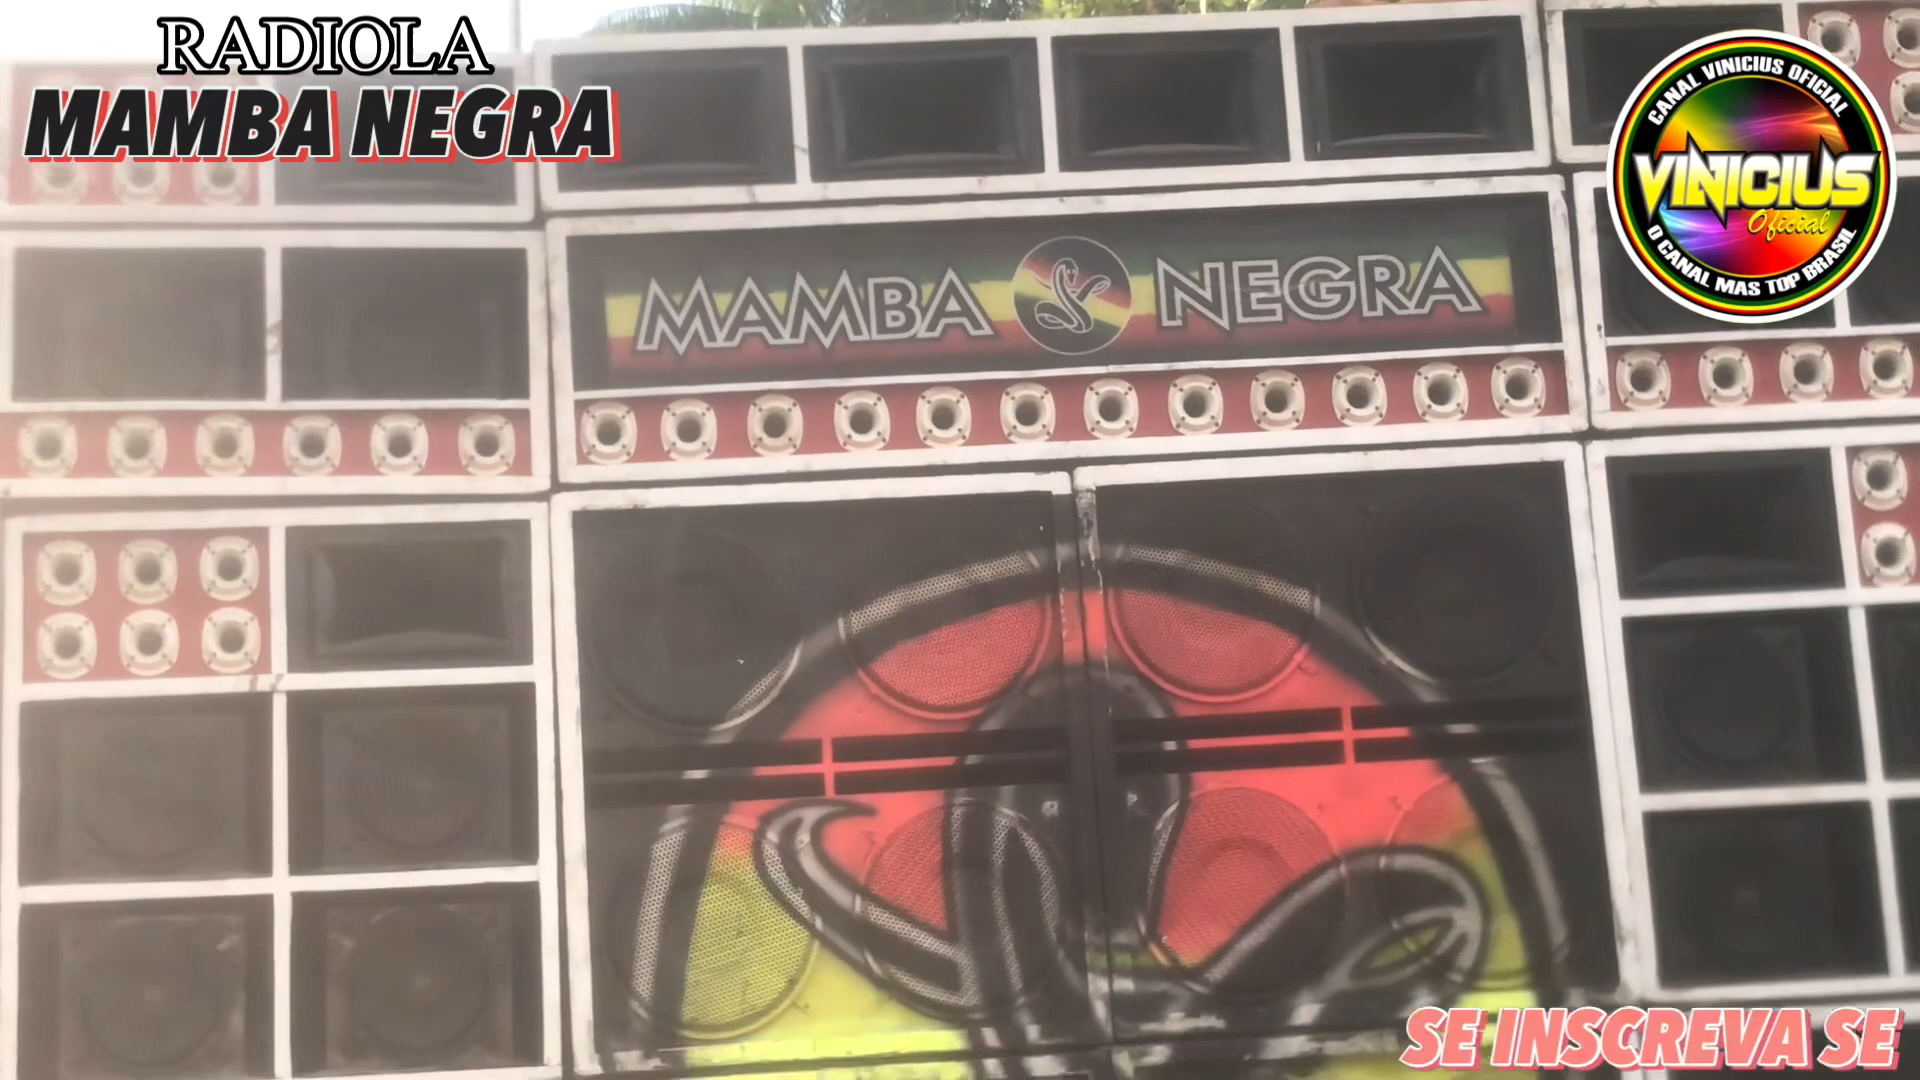 RADIOLA
MAMBA NEGRA
CANAL VINICIUS OFICIAL
VINICIUS
Oficial
O CANAL MAS TOP BRASIL
MAMBA NEGRA
SE INSCREVA SE